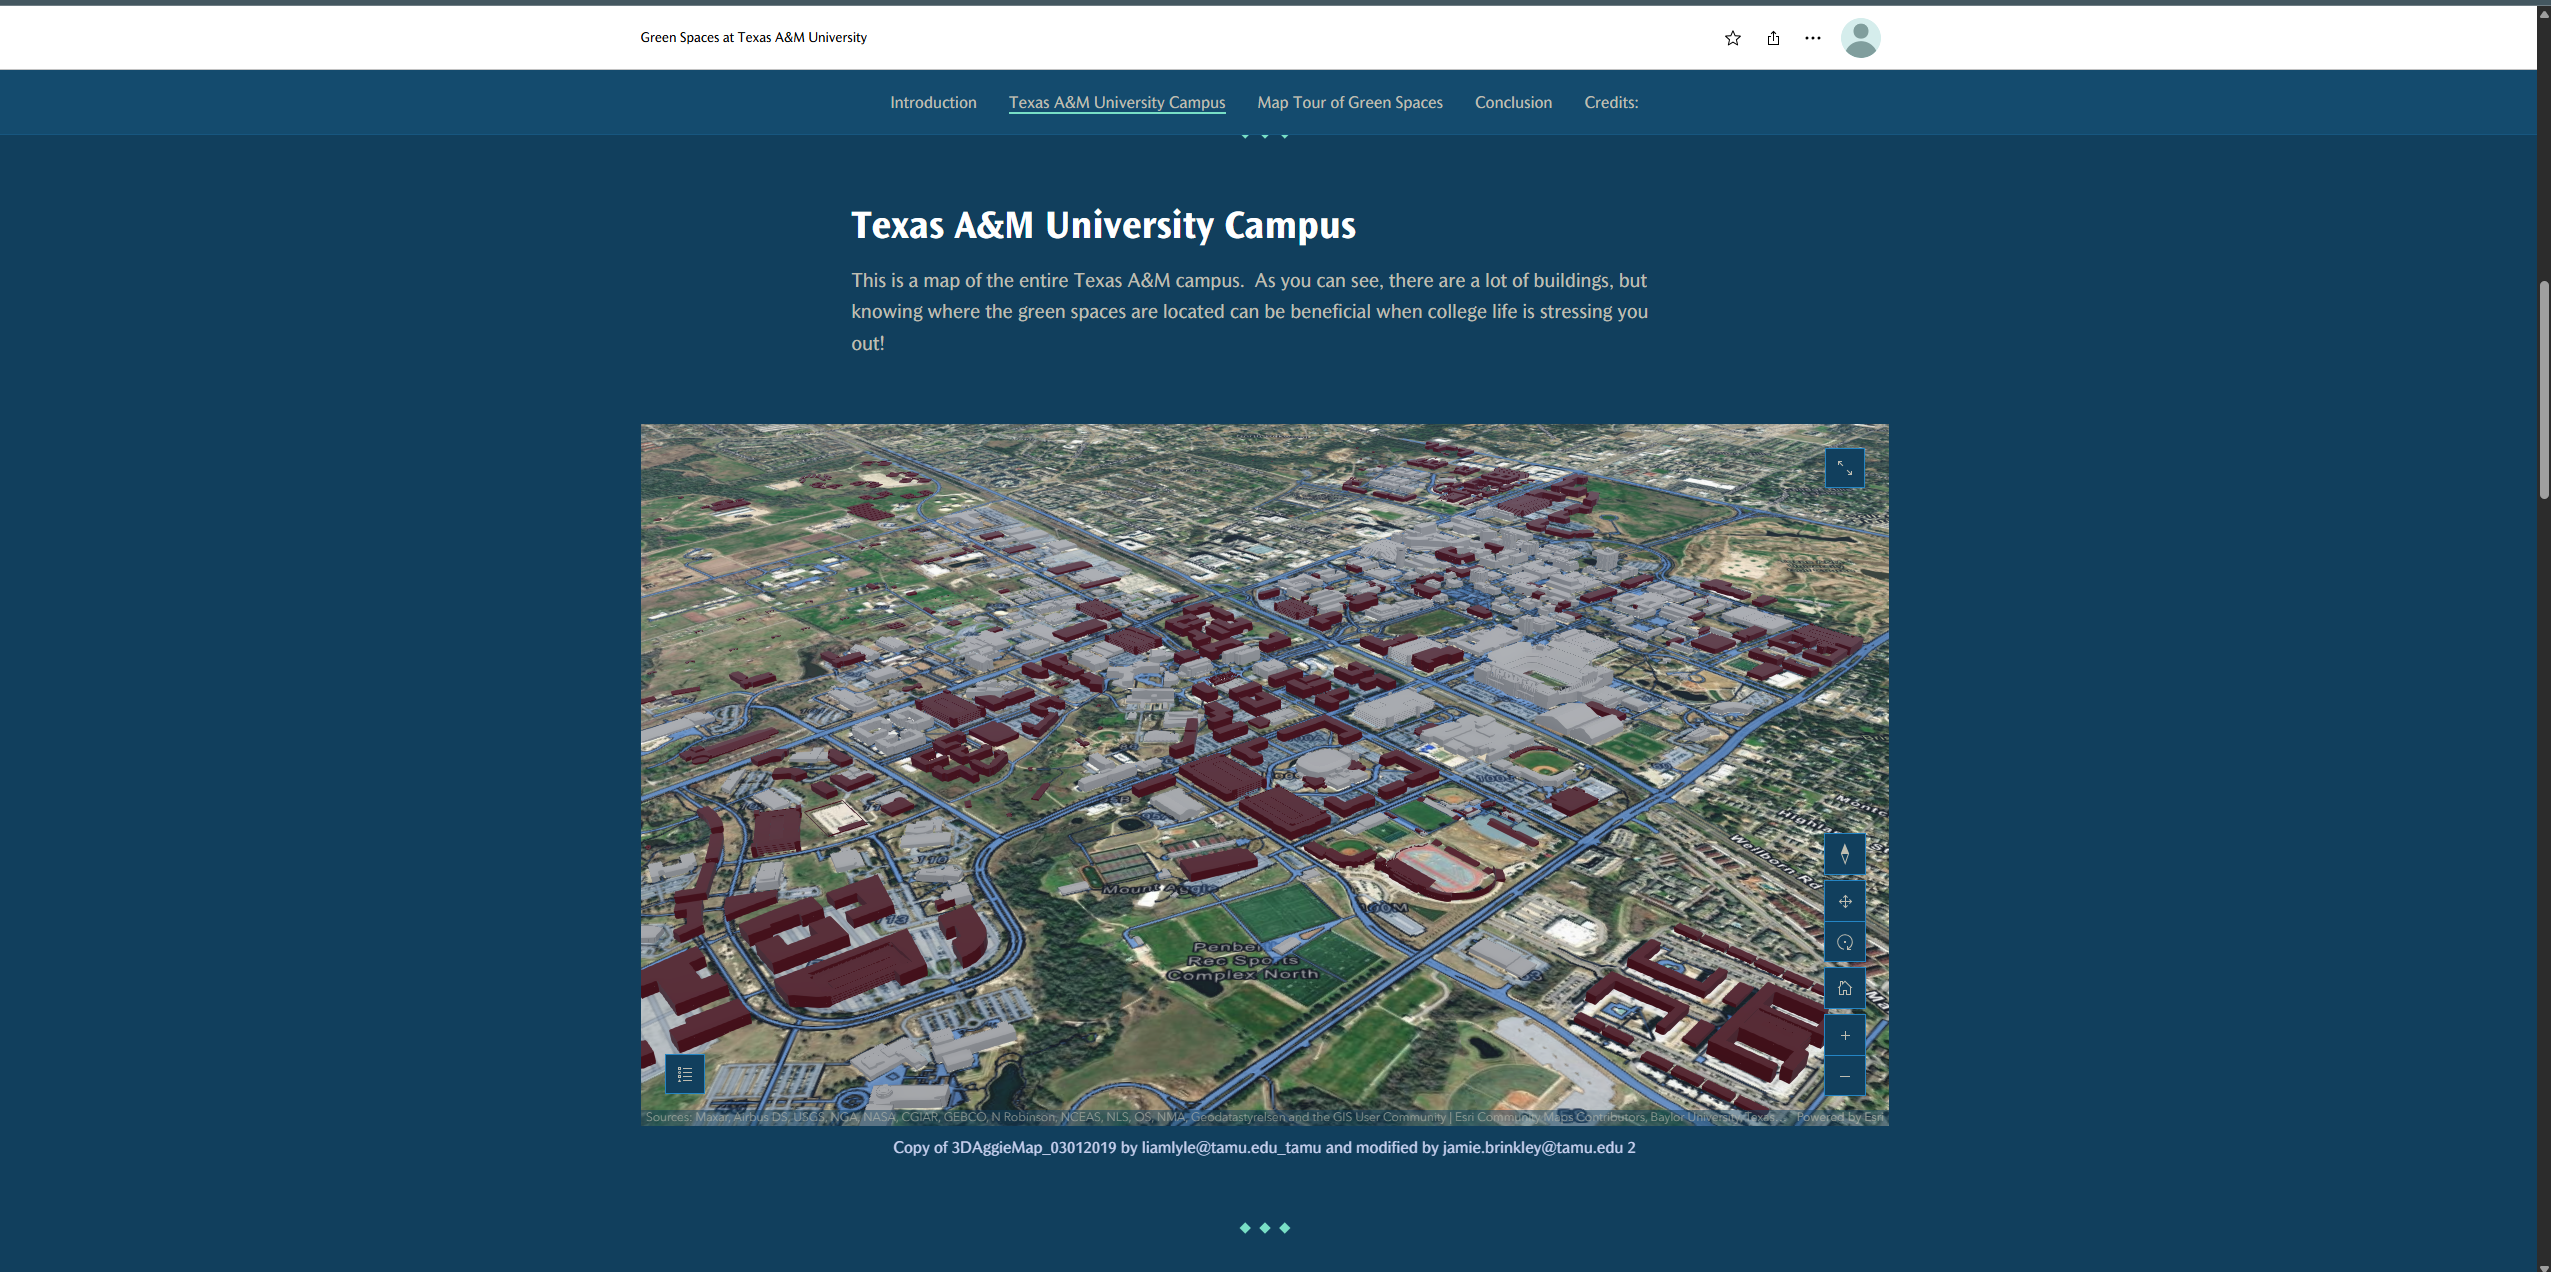 Green Spaces at Texas A&M University
Introduction
Texas A&M University Campus
Map Tour of Green Spaces
Conclusion
Credits:
Texas A&M University Campus
This is a map of the entire Texas A&M campus.  As you can see, there are a lot of buildings, but
knowing where the green spaces are located can be beneficial when college life is stressing you
out!
Wellborn Rd
110
113
Mount Aggie
100M
Rec Sports
Complex North
Sources: Maxar, Airbus DS, USGS, NGA, NASA, CGIAR, GEBCO, N Robinson, NCEAS, NLS, OS, NMA, Geodatastyrelsen and the GIS User Community | Esri Community Maps Contributors, Baylor University, Texas... Powered by Esri
Copy of 3DAggieMap_03012019 by liamlyle@tamu.edu_tamu and modified by jamie.brinkley@tamu.edu 2